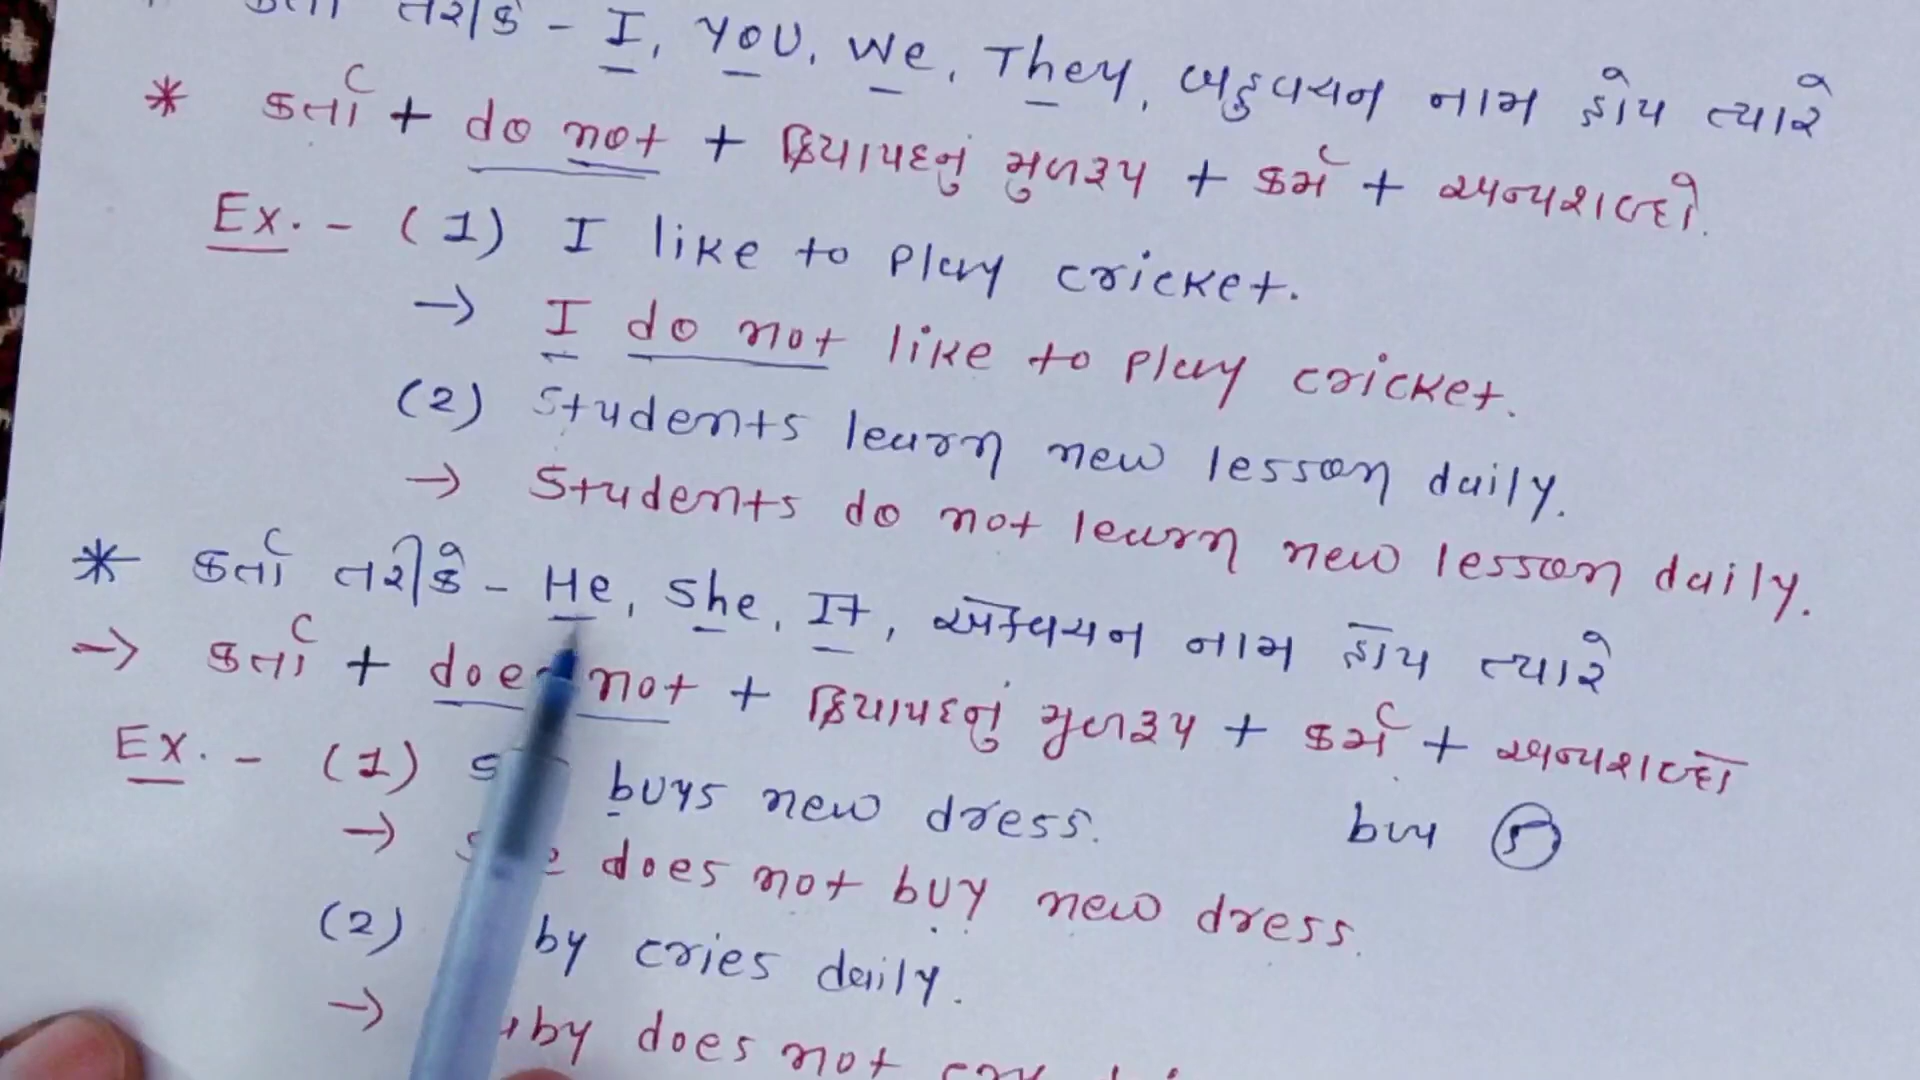 કર્તા તરીકે - I, You, We, They, બહુવચન નામ હોય ત્યારે
* કર્તા + do not + ક્રિયાપદનું મુળરૂપ + કર્મ + અન્યશબ્દો.
Ex. - (1) I like to play cricket.
→ I do not like to play cricket.
(2) Students learn new lesson daily.
→ Students do not learn new lesson daily.
* કર્તા તરીકે - He, She, It, એકવચન નામ હોય ત્યારે
→ કર્તા + does not + ક્રિયાપદનું મૂળરૂપ + કર્મ + અન્યશબ્દો
Ex. - (1) buys new dress. buy s
→ does not buy new dress.
(2) by cries daily.
→ by does not